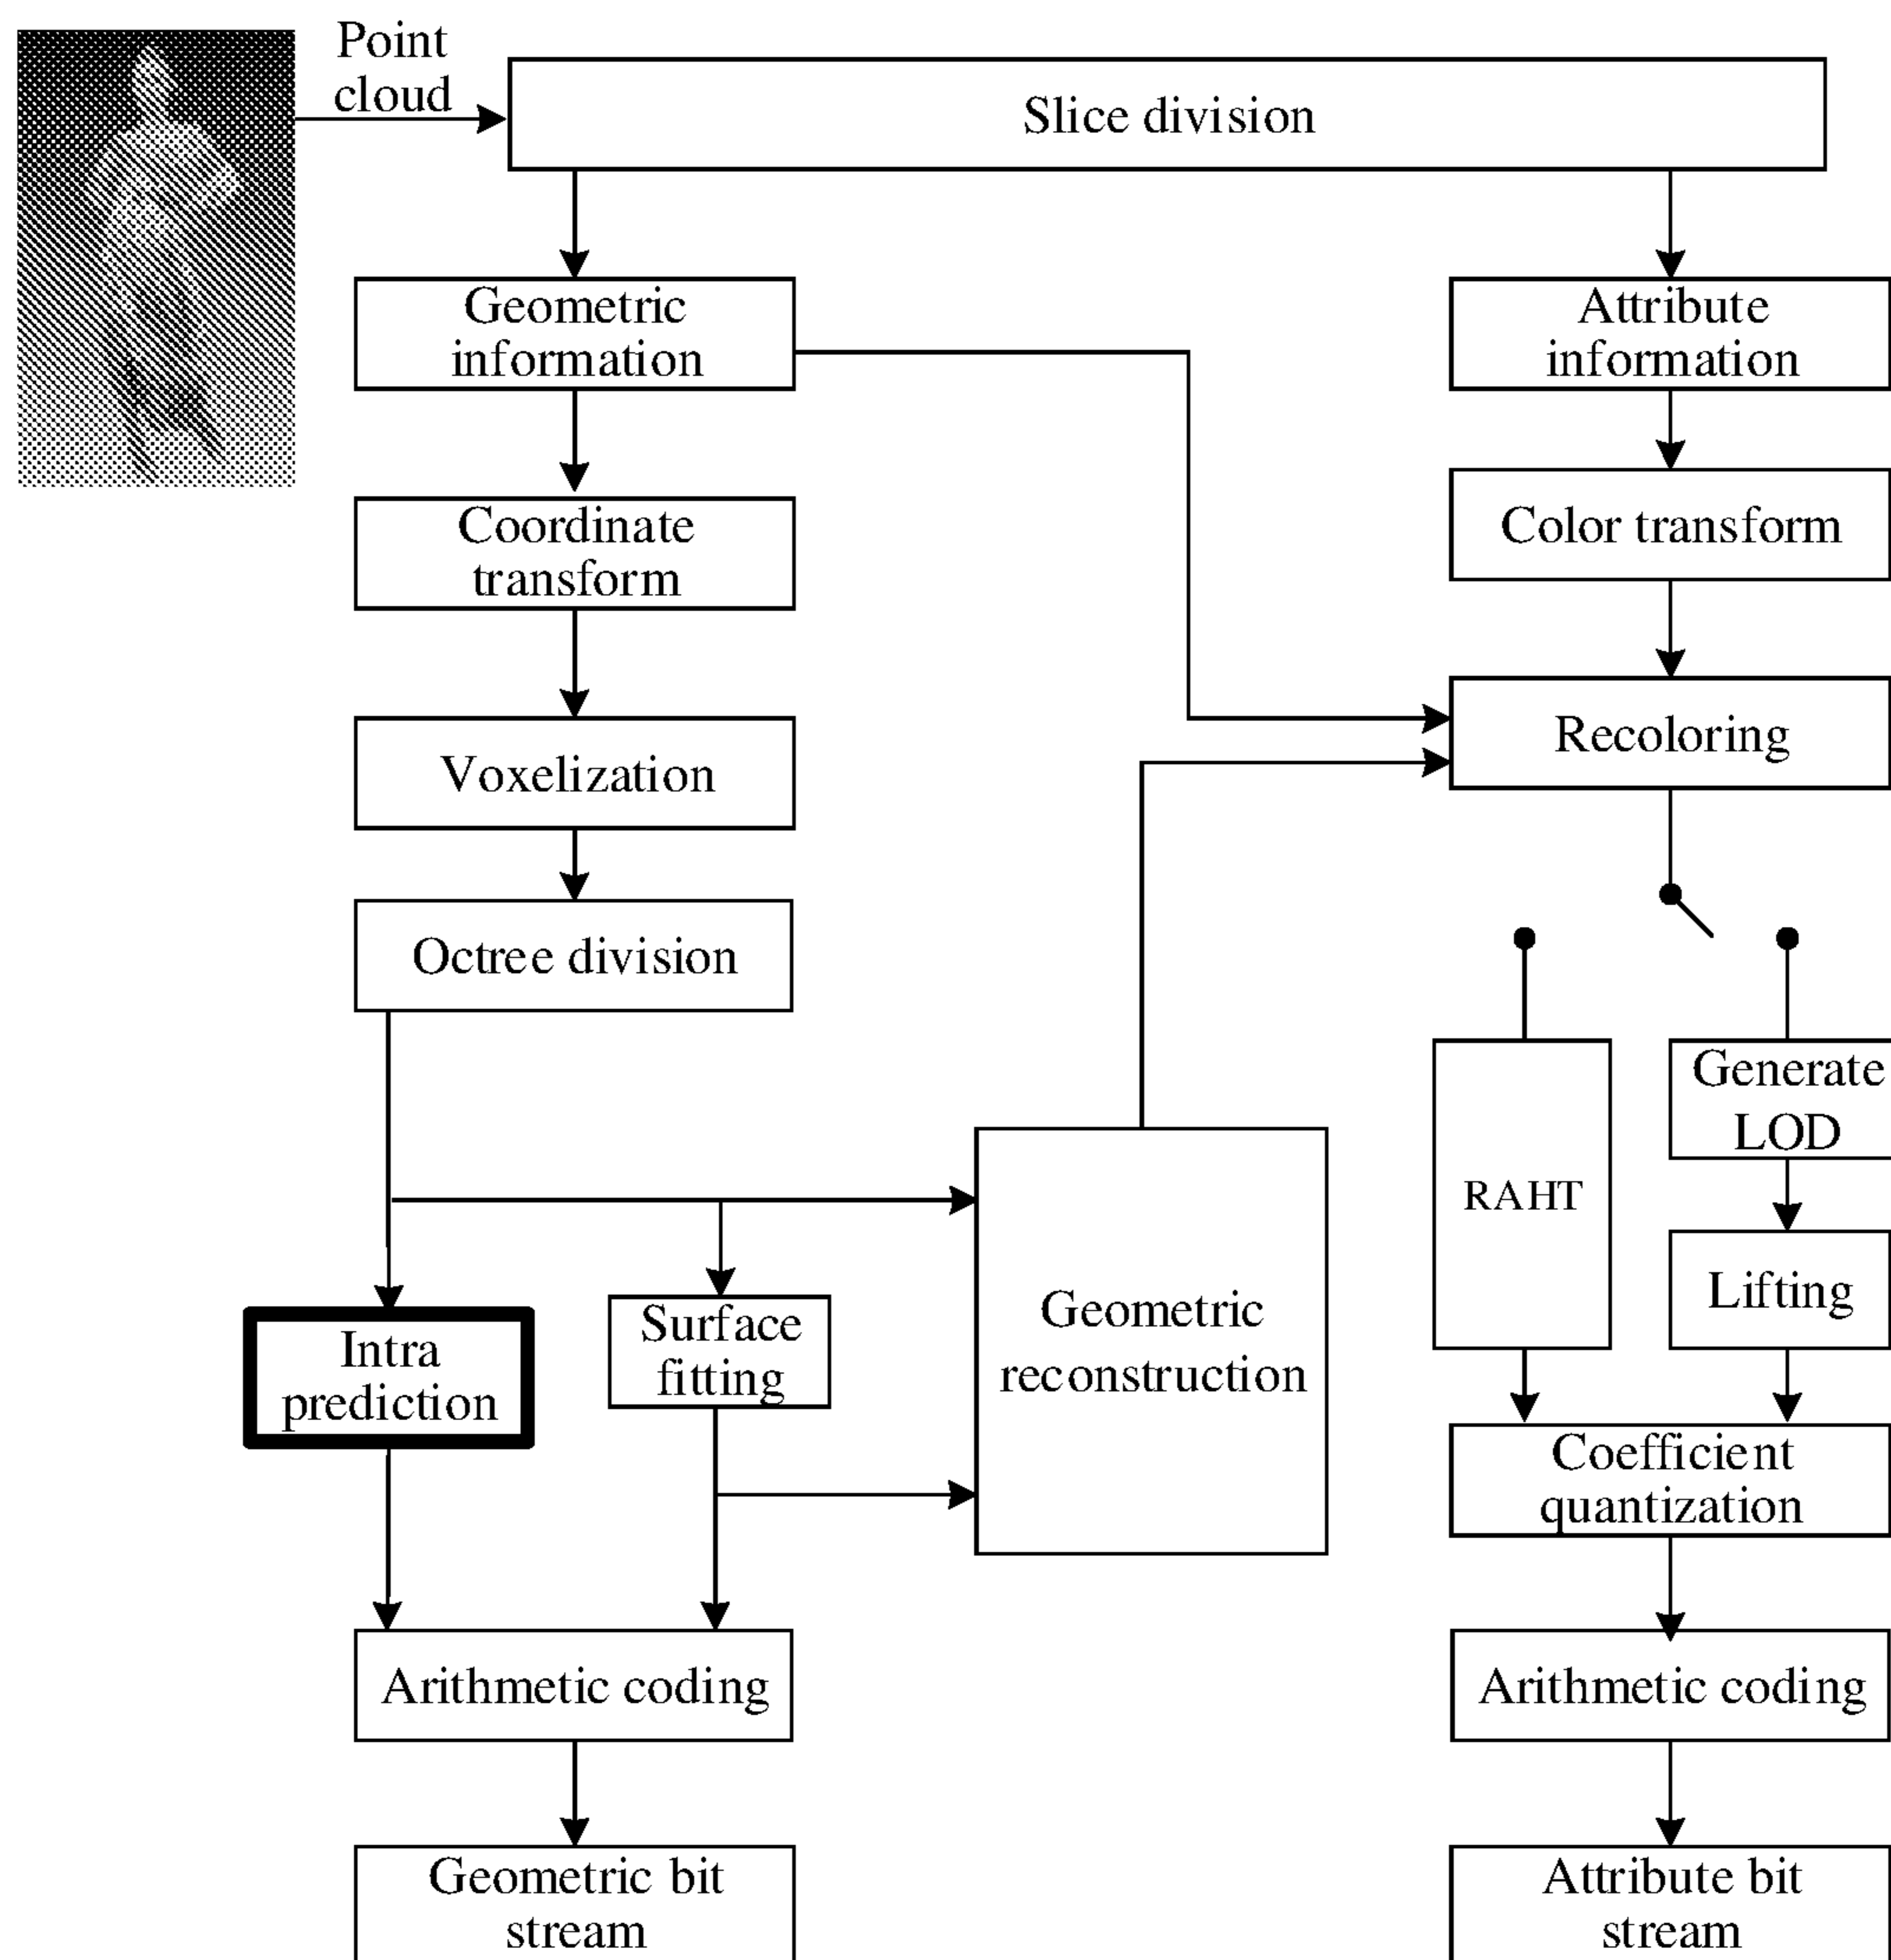 Point
cloud
Slice division
Geometric
information
Attribute
information
Coordinate
transform
Color transform
Voxelization
Recoloring
Octree division
Generate
LOD
RAHT
Lifting
Intra
prediction
Surface
fitting
Geometric
reconstruction
Coefficient
quantization
Arithmetic coding
Arithmetic coding
Geometric bit
stream
Attribute bit
stream